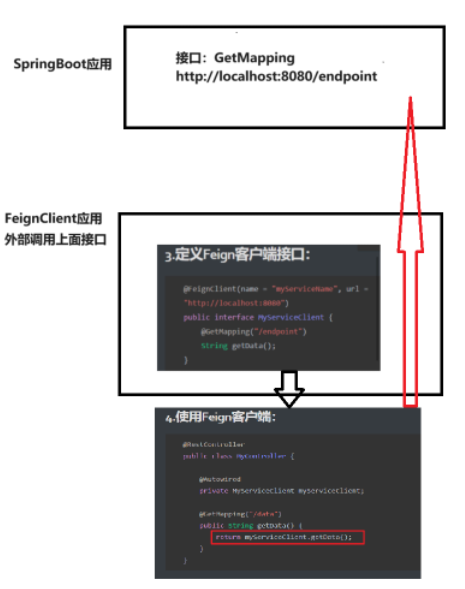 SpringBoot应用
接口：GetMapping
http://localhost:8080/endpoint
FeignClient应用
外部调用上面接口
3.定义Feign客户端接口：
@FeignClient(name = "myServiceName", url =
"http://localhost:8080")
public interface MyServiceClient {
@GetMapping("/endpoint")
String getData();
}
4.使用Feign客户端：
@RestController
public class MyController {
@Autowired
private MyServiceClient myServiceClient;
@GetMapping("/data")
public String getData() {
return myServiceClient.getData();
}
}